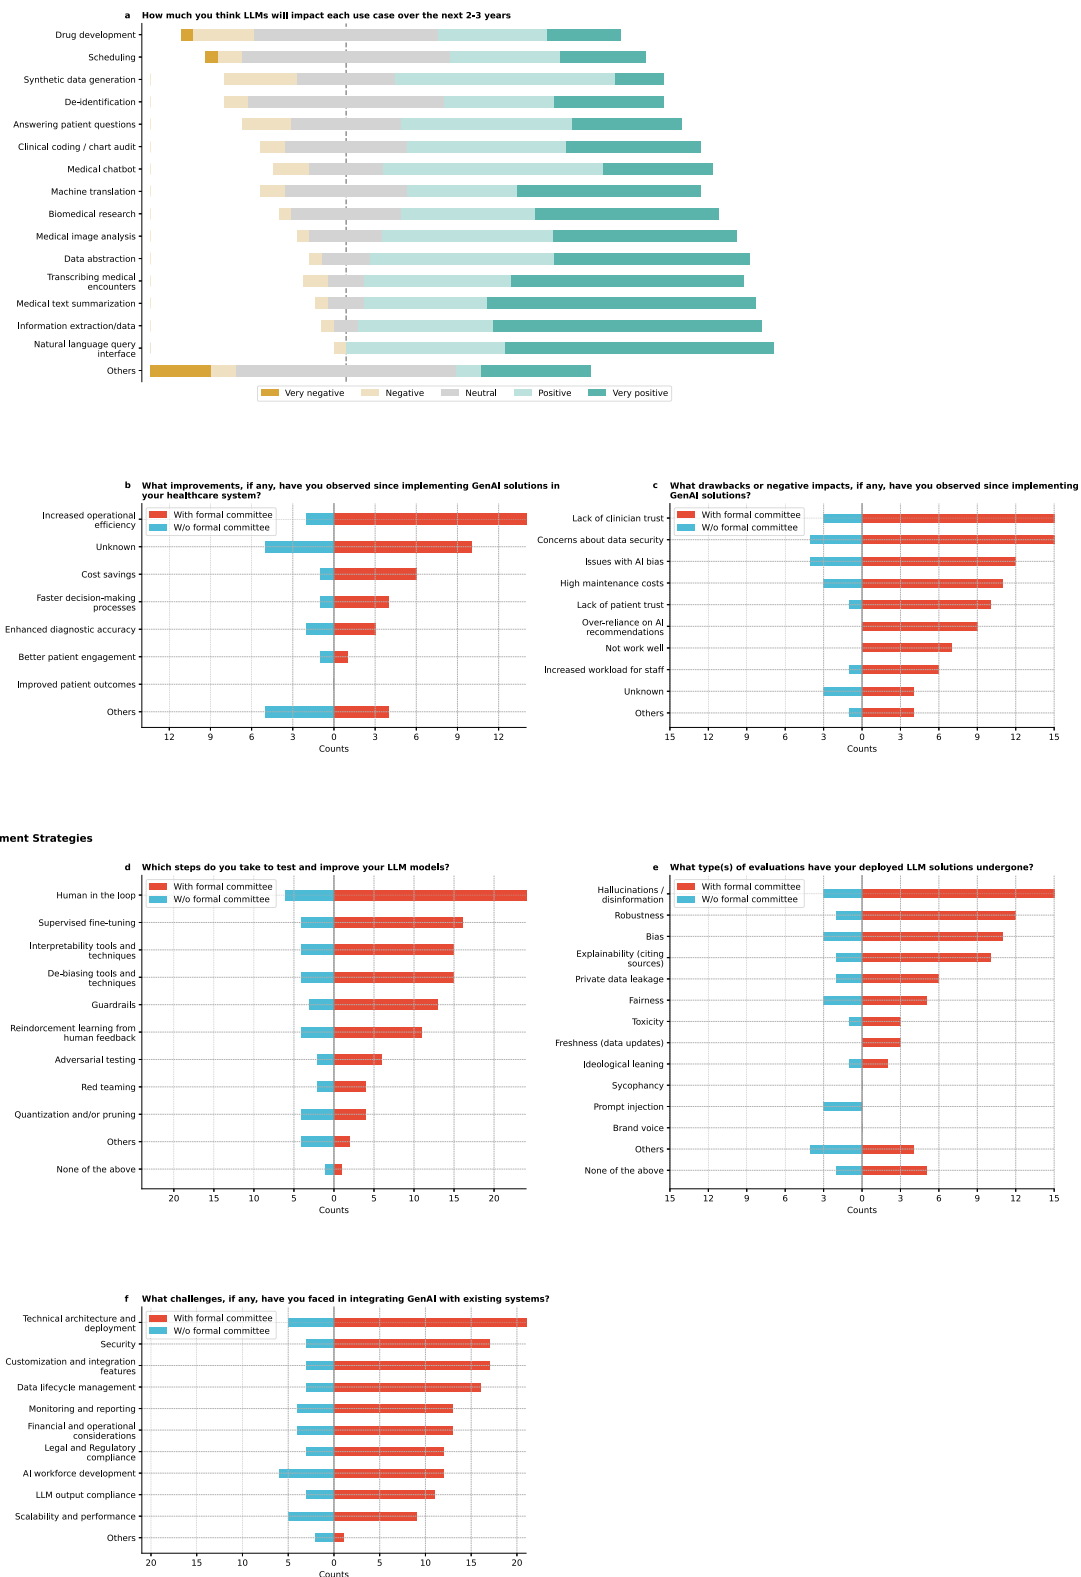 a How much you think LLMs will impact each use case over the next 2-3 years
Drug development
Scheduling
Synthetic data generation
De-identification
Answering patient questions
Clinical coding / chart audit
Medical chatbot
Machine translation
Biomedical research
Medical image analysis
Data abstraction
Transcribing medical
encounters
Medical text summarization
Information extraction/data
Natural language query
interface
Others
Very negative Negative Neutral Positive Very positive
b What improvements, if any, have you observed since implementing GenAI solutions in
your healthcare system?
With formal committee
W/o formal committee
Increased operational
efficiency
Unknown
Cost savings
Faster decision-making
processes
Enhanced diagnostic accuracy
Better patient engagement
Improved patient outcomes
Others
12 9 6 3 0 3 6 9 12
Counts
c What drawbacks or negative impacts, if any, have you observed since implementing
GenAI solutions?
With formal committee
W/o formal committee
Lack of clinician trust
Concerns about data security
Issues with AI bias
High maintenance costs
Lack of patient trust
Over-reliance on AI
recommendations
Not work well
Increased workload for staff
Unknown
Others
15 12 9 6 3 0 3 6 9 12 15
Counts
ment Strategies
d Which steps do you take to test and improve your LLM models?
With formal committee
W/o formal committee
Human in the loop
Supervised fine-tuning
Interpretability tools and
techniques
De-biasing tools and
techniques
Guardrails
Reindorcement learning from
human feedback
Adversarial testing
Red teaming
Quantization and/or pruning
Others
None of the above
20 15 10 5 0 5 10 15 20
Counts
e What type(s) of evaluations have your deployed LLM solutions undergone?
With formal committee
W/o formal committee
Hallucinations /
disinformation
Robustness
Bias
Explainability (citing
sources)
Private data leakage
Fairness
Toxicity
Freshness (data updates)
Ideological leaning
Sycophancy
Prompt injection
Brand voice
Others
None of the above
15 12 9 6 3 0 3 6 9 12 15
Counts
f What challenges, if any, have you faced in integrating GenAI with existing systems?
With formal committee
W/o formal committee
Technical architecture and
deployment
Security
Customization and integration
features
Data lifecycle management
Monitoring and reporting
Financial and operational
considerations
Legal and Regulatory
compliance
AI workforce development
LLM output compliance
Scalability and performance
Others
20 15 10 5 0 5 10 15 20
Counts